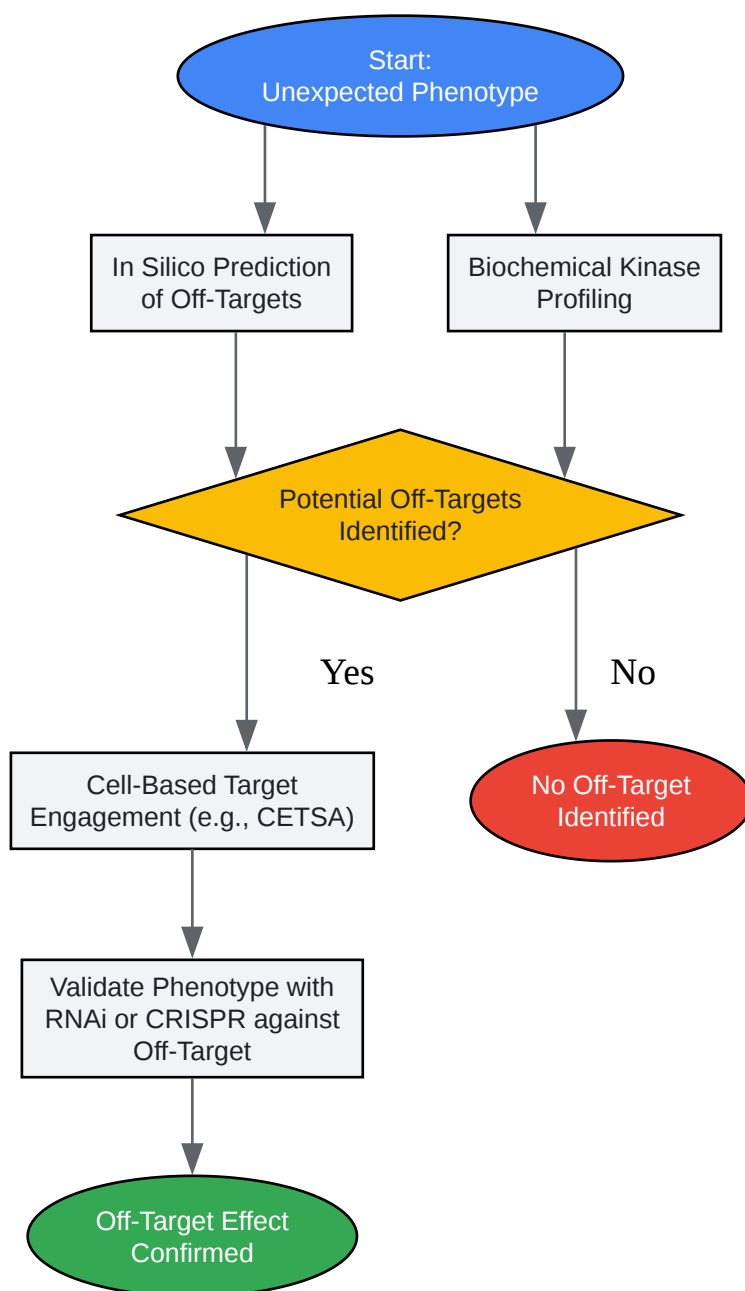 Start:
Unexpected Phenotype
In Silico Prediction
of Off-Targets
Biochemical Kinase
Profiling
Potential Off-Targets
Identified?
Yes
No
Cell-Based Target
Engagement (e.g., CETSA)
No Off-Target
Identified
Validate Phenotype with
RNAi or CRISPR against
Off-Target
Off-Target Effect
Confirmed